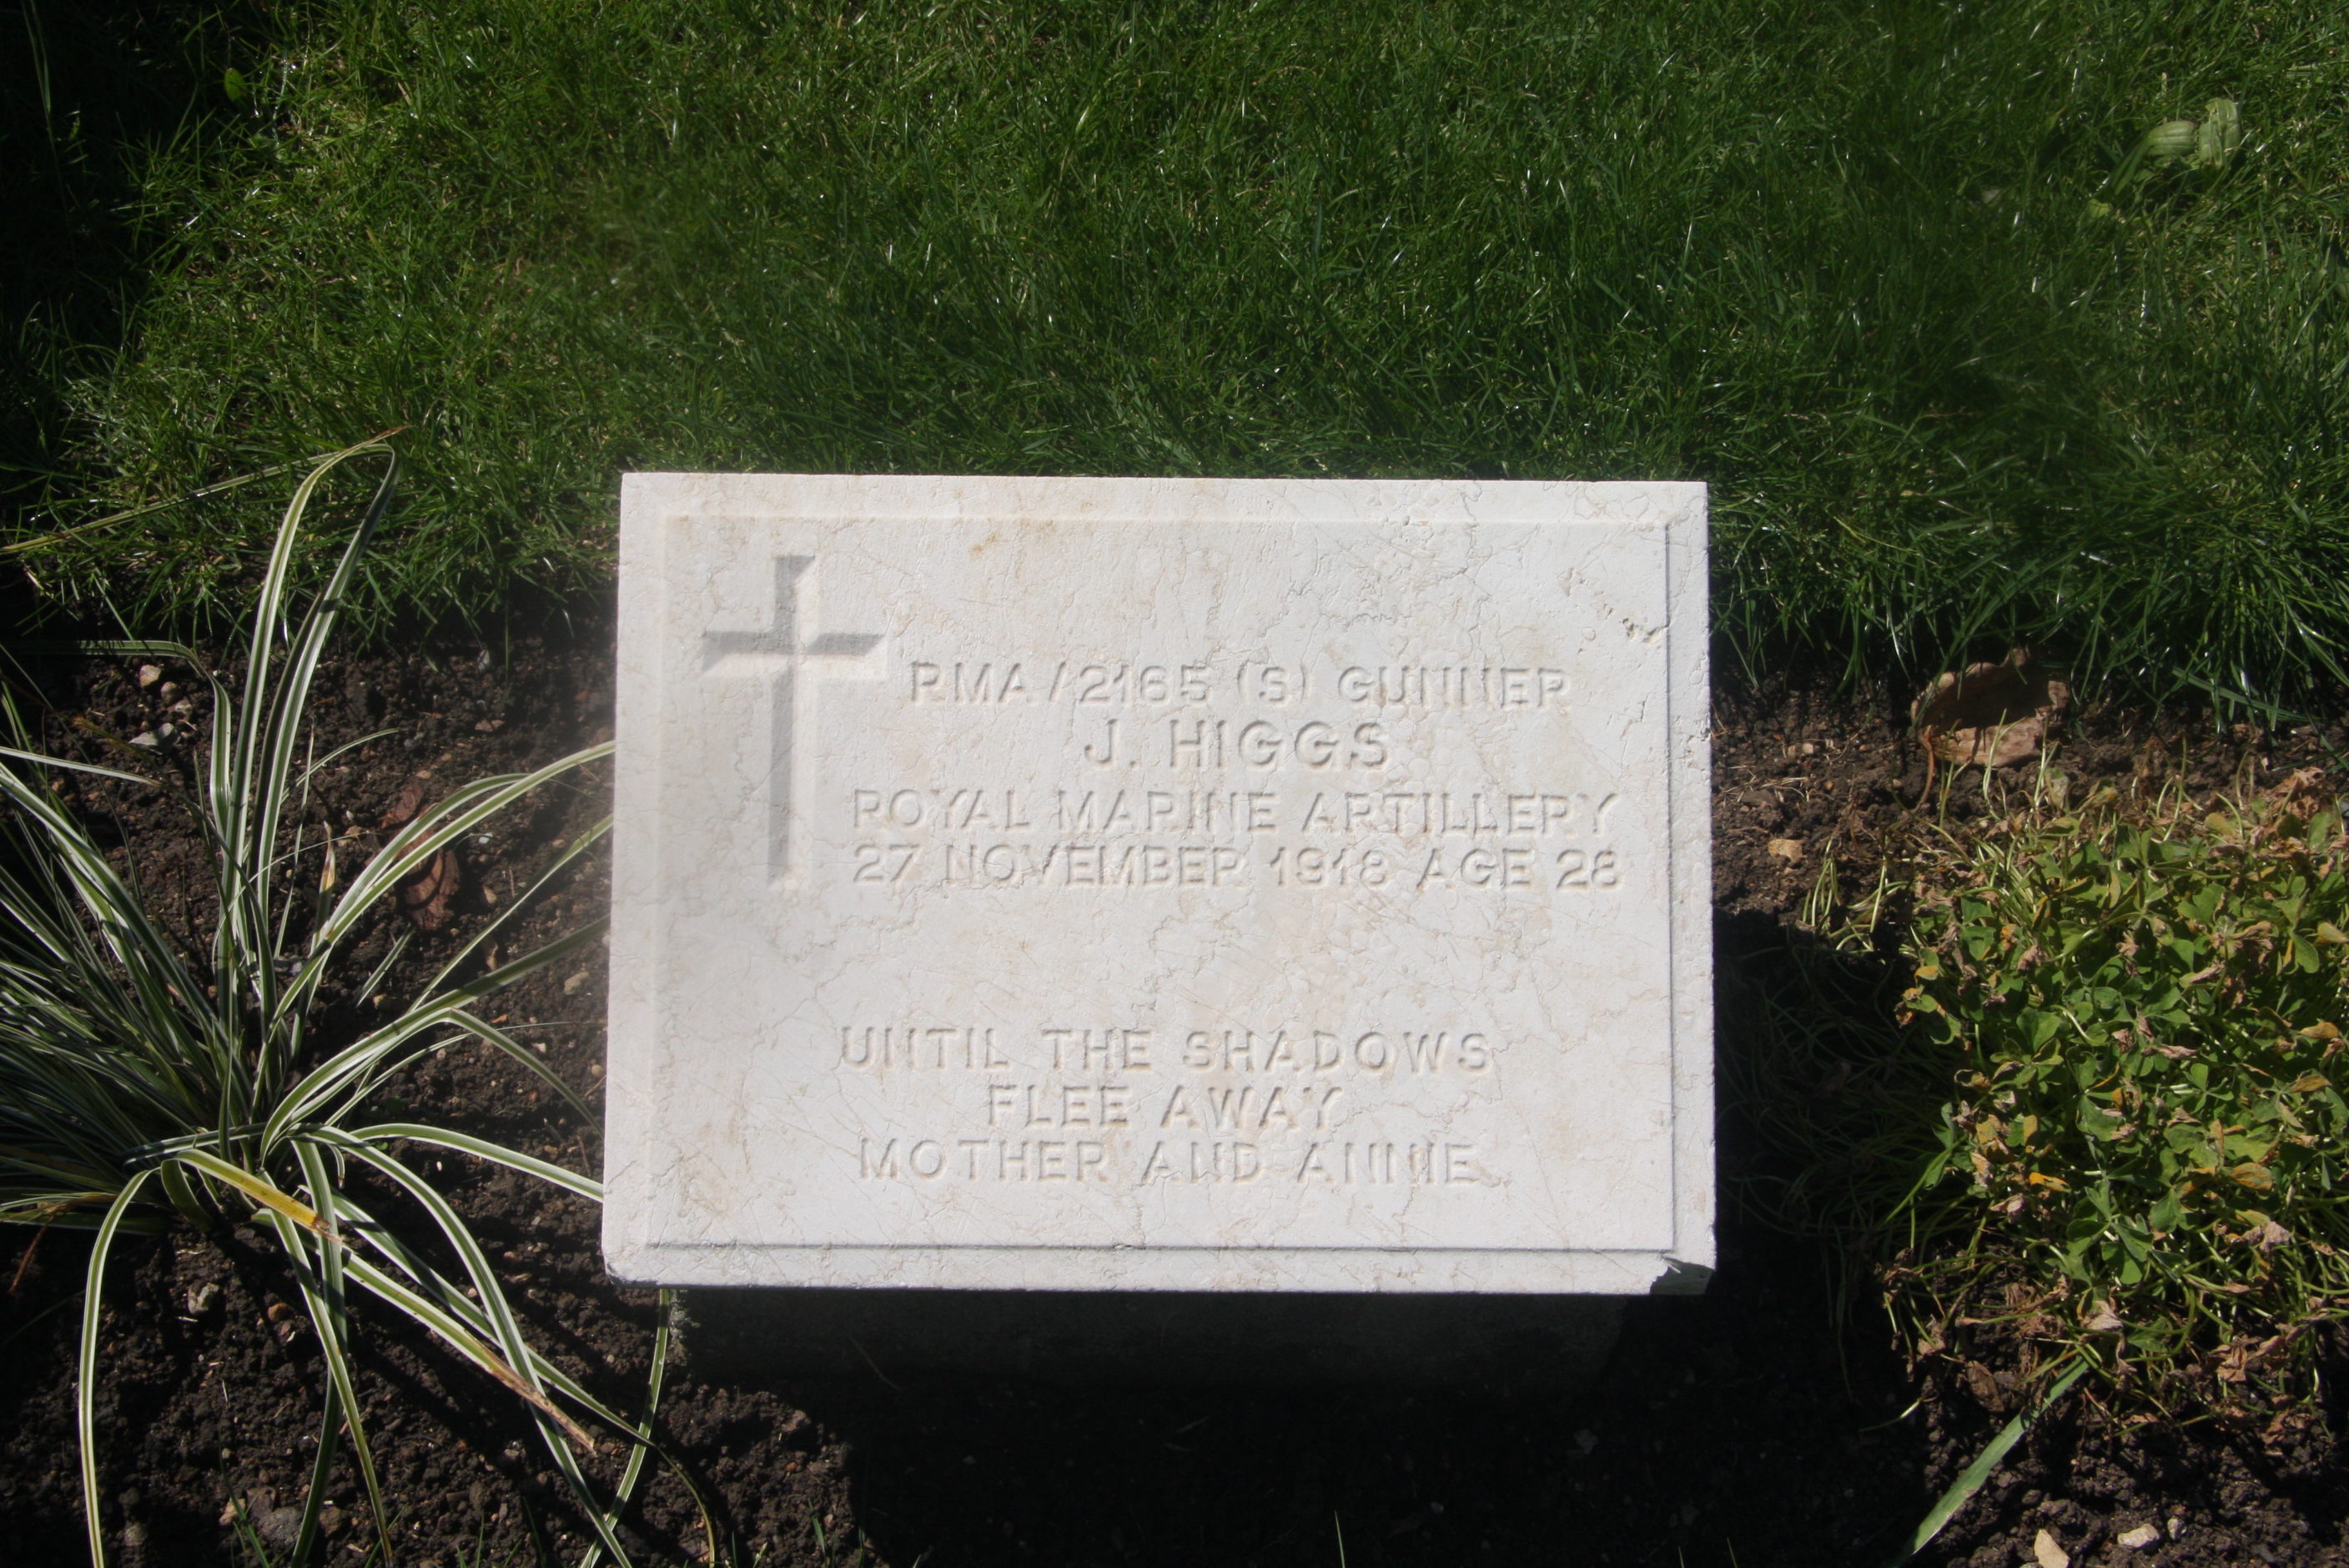 RMA/2165 (S) GUNNER
J. HIGGS
ROYAL MARINE ARTILLERY
27 NOVEMBER 1918 AGE 28
UNTIL THE SHADOWS
FLEE AWAY
MOTHER AND ANNIE